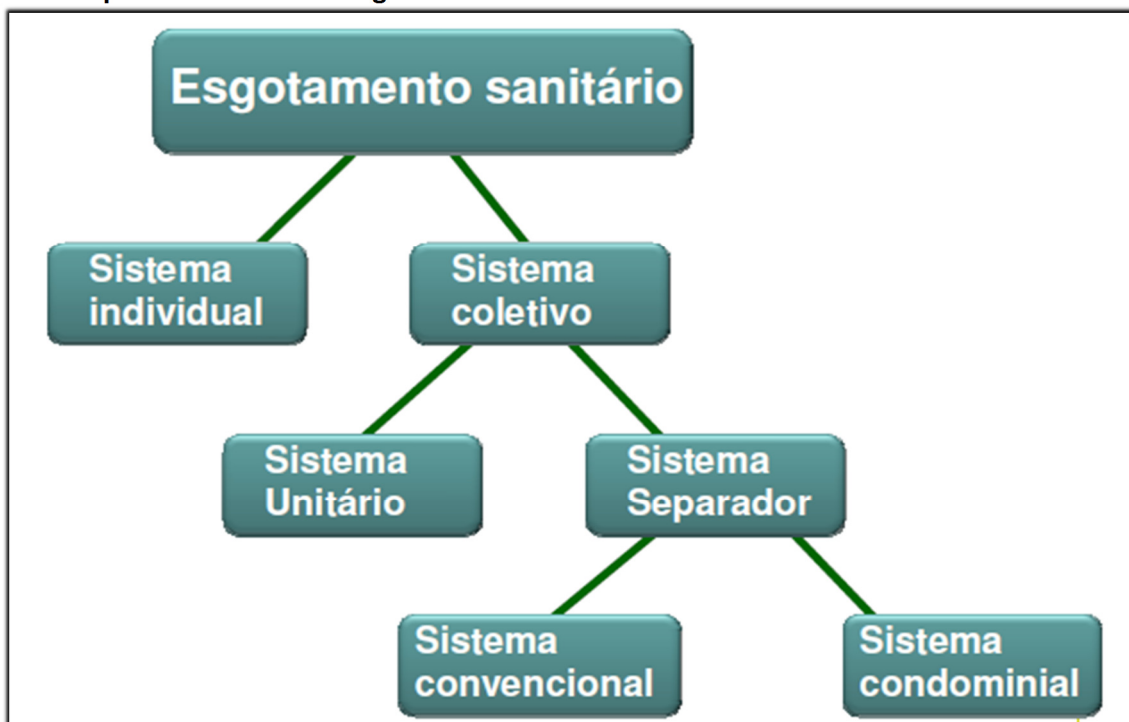 Esgotamento sanitário
Sistema
individual
Sistema
coletivo
Sistema
Unitário
Sistema
Separador
Sistema
convencional
Sistema
condominial